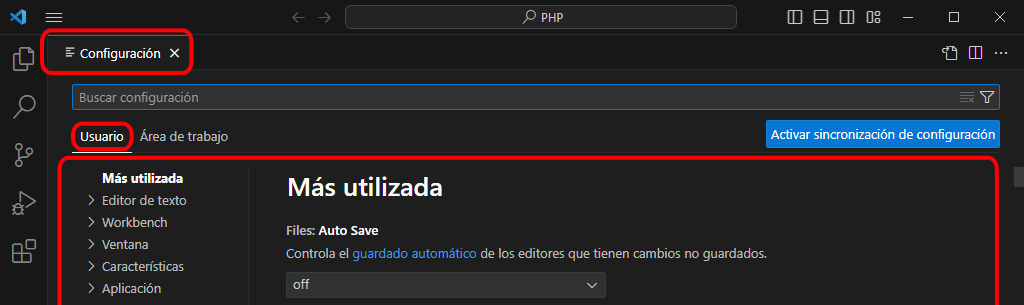 PHP
Configuración
Buscar configuración
Usuario Área de trabajo Activar sincronización de configuración
Más utilizada
Editor de texto
Workbench
Ventana
Características
Aplicación
Más utilizada
Files: Auto Save
Controla el guardado automático de los editores que tienen cambios no guardados.
off